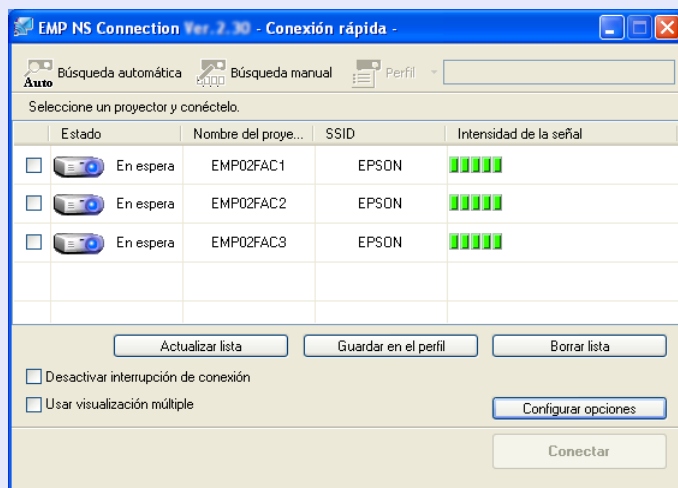 EMP NS Connection Ver.2.30 - Conexión rápida -
Auto Búsqueda automática Búsqueda manual Perfil
Seleccione un proyector y conéctelo.
Estado Nombre del proye... SSID Intensidad de la señal
En espera EMP02FAC1 EPSON
En espera EMP02FAC2 EPSON
En espera EMP02FAC3 EPSON
Actualizar lista Guardar en el perfil Borrar lista
Desactivar interrupción de conexión
Usar visualización múltiple
Configurar opciones
Conectar